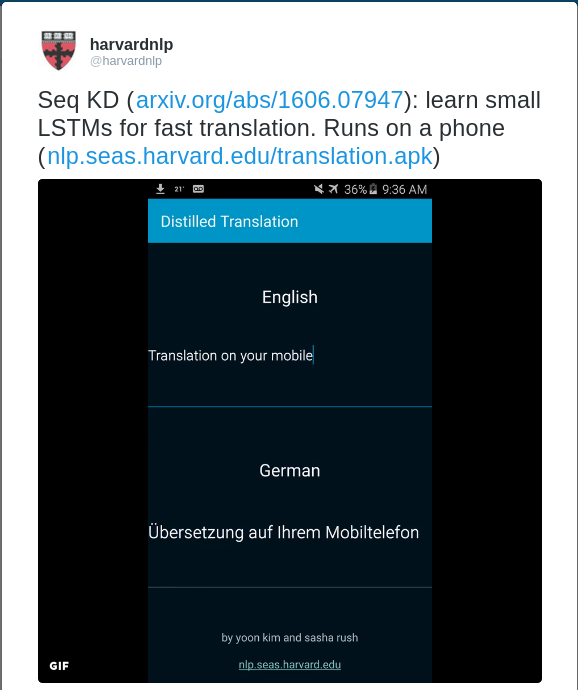 harvardnlp
@harvardnlp
Seq KD (arxiv.org/abs/1606.07947): learn small
LSTMs for fast translation. Runs on a phone
(nlp.seas.harvard.edu/translation.apk)
21° 36% 9:36 AM
Distilled Translation
English
Translation on your mobile
German
Übersetzung auf Ihrem Mobiltelefon
by yoon kim and sasha rush
nlp.seas.harvard.edu
GIF